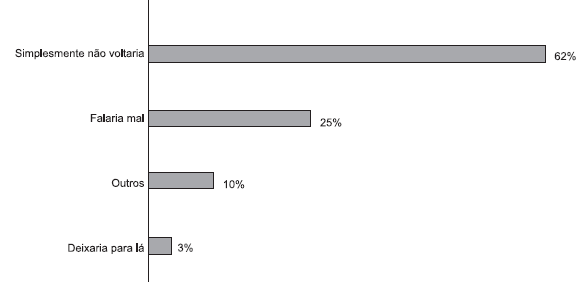 Simplesmente não voltaria 62%
Falaria mal 25%
Outros 10%
Deixaria para lá 3%